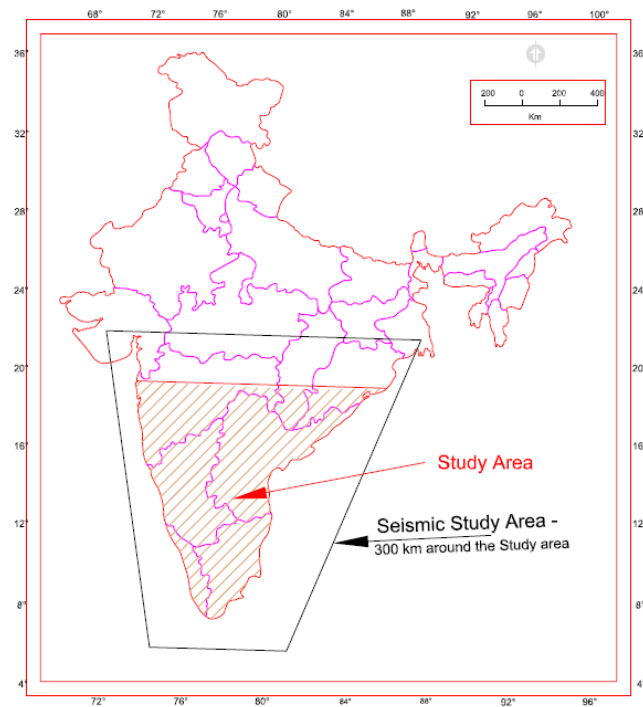 68° 72° 76° 80° 84° 88° 92° 96° 100°
36° 36°
200 0 200 400
Km
32° 32°
28° 28°
24° 24°
20° 20°
16° 16°
Study Area
Seismic Study Area -
300 km around the Study area
12° 12°
8° 8°
4° 4°
72° 76° 80° 84° 88° 92° 96°